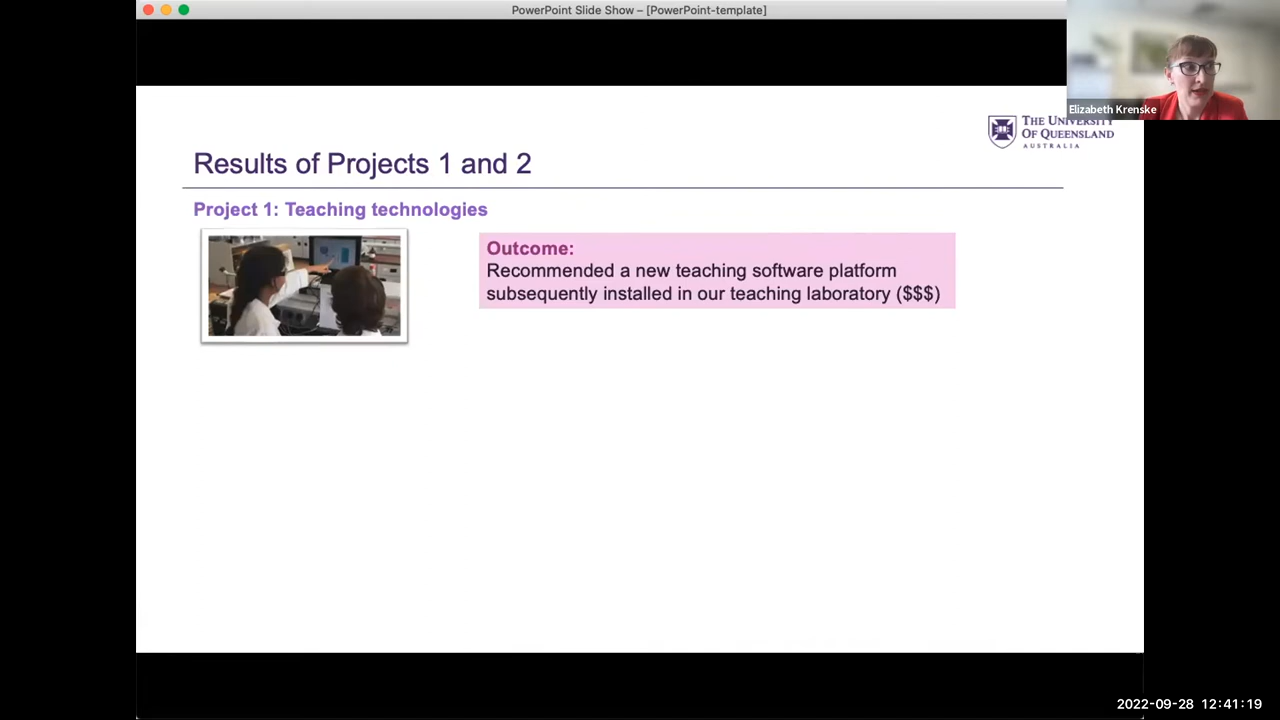 PowerPoint Slide Show – [PowerPoint-template]
Elizabeth Krenske
THE UNIVERSITY
OF QUEENSLAND
AUSTRALIA
Results of Projects 1 and 2
Project 1: Teaching technologies
Outcome:
Recommended a new teaching software platform
subsequently installed in our teaching laboratory ($$$)
2022-09-28 12:41:19